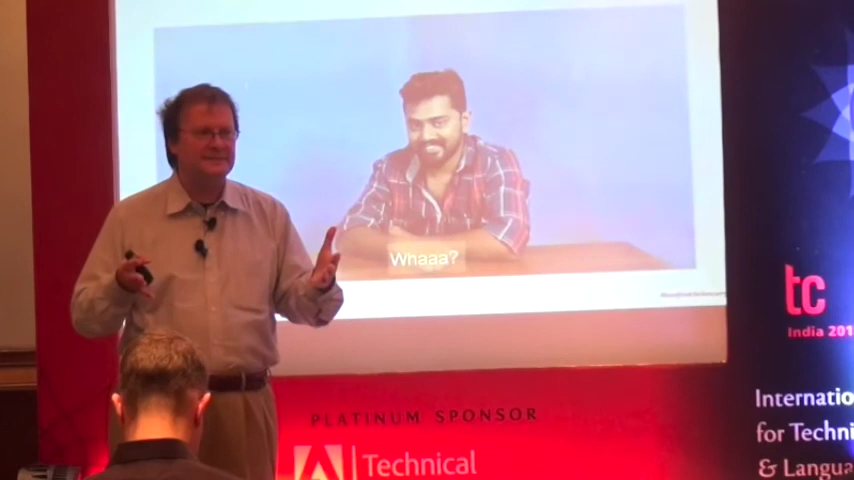 Whaaa?
tc
India 201
PLATINUM SPONSOR
Technical
Internatio
for Techni
& Langua